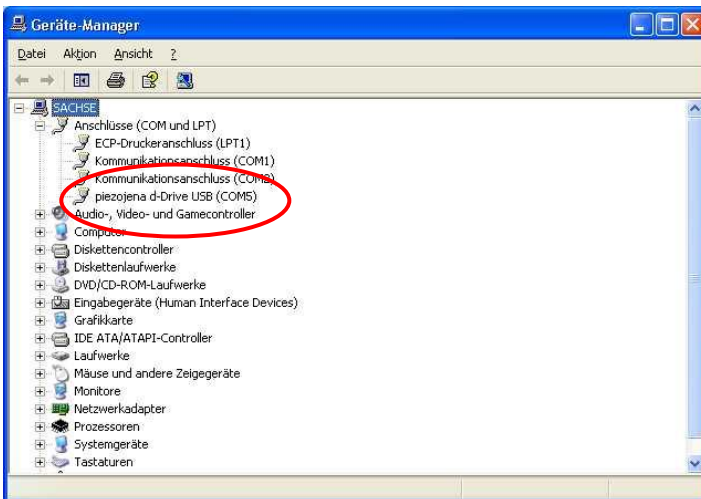 Geräte-Manager
Datei Aktion Ansicht ?
SACHSE
Anschlüsse (COM und LPT)
ECP-Druckeranschluss (LPT1)
Kommunikationsanschluss (COM1)
Kommunikationsanschluss (COM2)
piezojena d-Drive USB (COM5)
Audio-, Video- und Gamecontroller
Computer
Diskettencontroller
Diskettenlaufwerke
DVD/CD-ROM-Laufwerke
Eingabegeräte (Human Interface Devices)
Grafikkarte
IDE ATA/ATAPI-Controller
Laufwerke
Mäuse und andere Zeigegeräte
Monitore
Netzwerkadapter
Prozessoren
Systemgeräte
Tastaturen